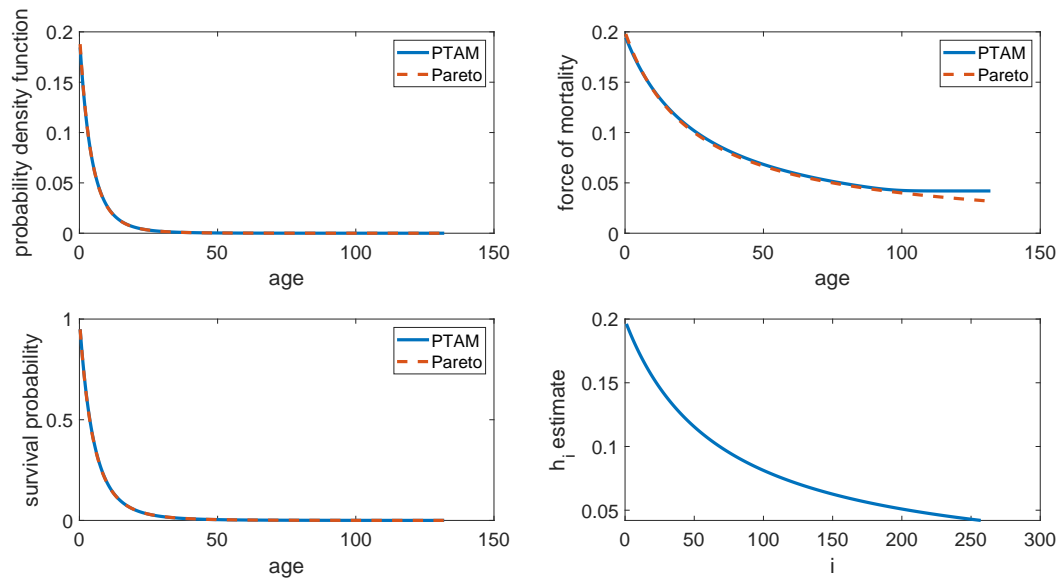 probability density function
0.2
0.15
0.1
0.05
0
0 50 100 150
age
PTAM
Pareto
force of mortality
0.2
0.15
0.1
0.05
0
0 50 100 150
age
PTAM
Pareto
survival probability
1
0.5
0
0 50 100 150
age
PTAM
Pareto
h_i estimate
0.2
0.15
0.1
0.05
0 50 100 150 200 250 300
i